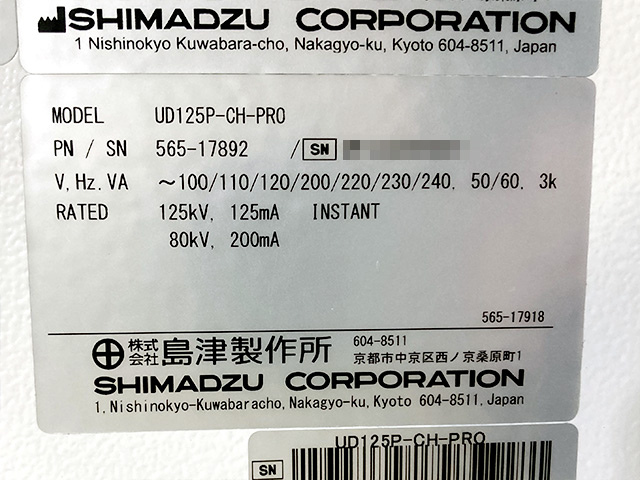 SHIMADZU CORPORATION
1 Nishinokyo Kuwabara-cho, Nakagyo-ku, Kyoto 604-8511, Japan
MODEL UD125P-CH-PRO
PN / SN 565-17892 / SN
V, Hz. VA ~100/110/120/200/220/230/240. 50/60. 3k
RATED 125kV, 125mA INSTANT
80kV, 200mA
565-17918
株式会社 島津製作所 604-8511
京都市中京区西ノ京桑原町1
SHIMADZU CORPORATION
1. Nishinokyo-Kuwabaracho, Nakagyo-ku, Kyoto 604-8511, Japan
UD125P-CH-PRO
SN